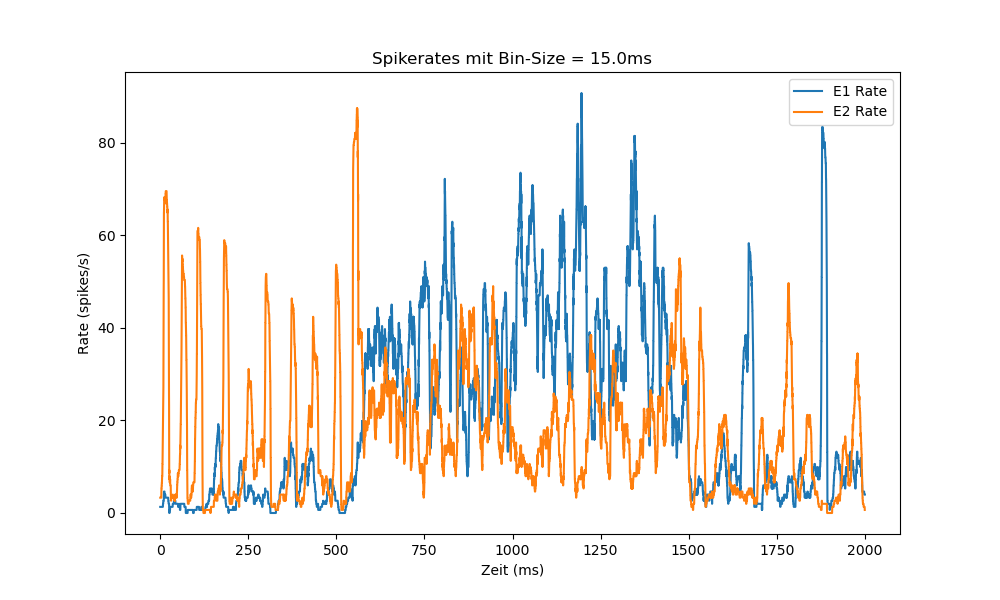 Spikerates mit Bin-Size = 15.0ms
E1 Rate
E2 Rate
Rate (spikes/s)
80
60
40
20
0
0 250 500 750 1000 1250 1500 1750 2000
Zeit (ms)